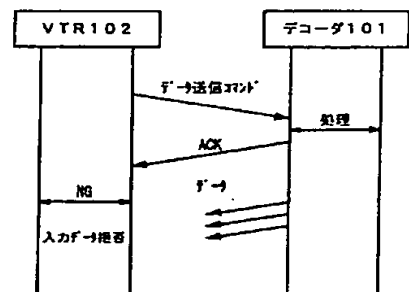 VTR102
デコーダ101
データ送信コマンド
処理
ACK
データ
NG
入力データ拒否